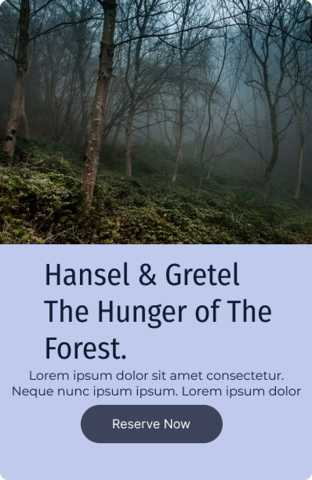 Hansel & Gretel
The Hunger of The
Forest.
Lorem ipsum dolor sit amet consectetur.
Neque nunc ipsum ipsum. Lorem ipsum dolor
Reserve Now